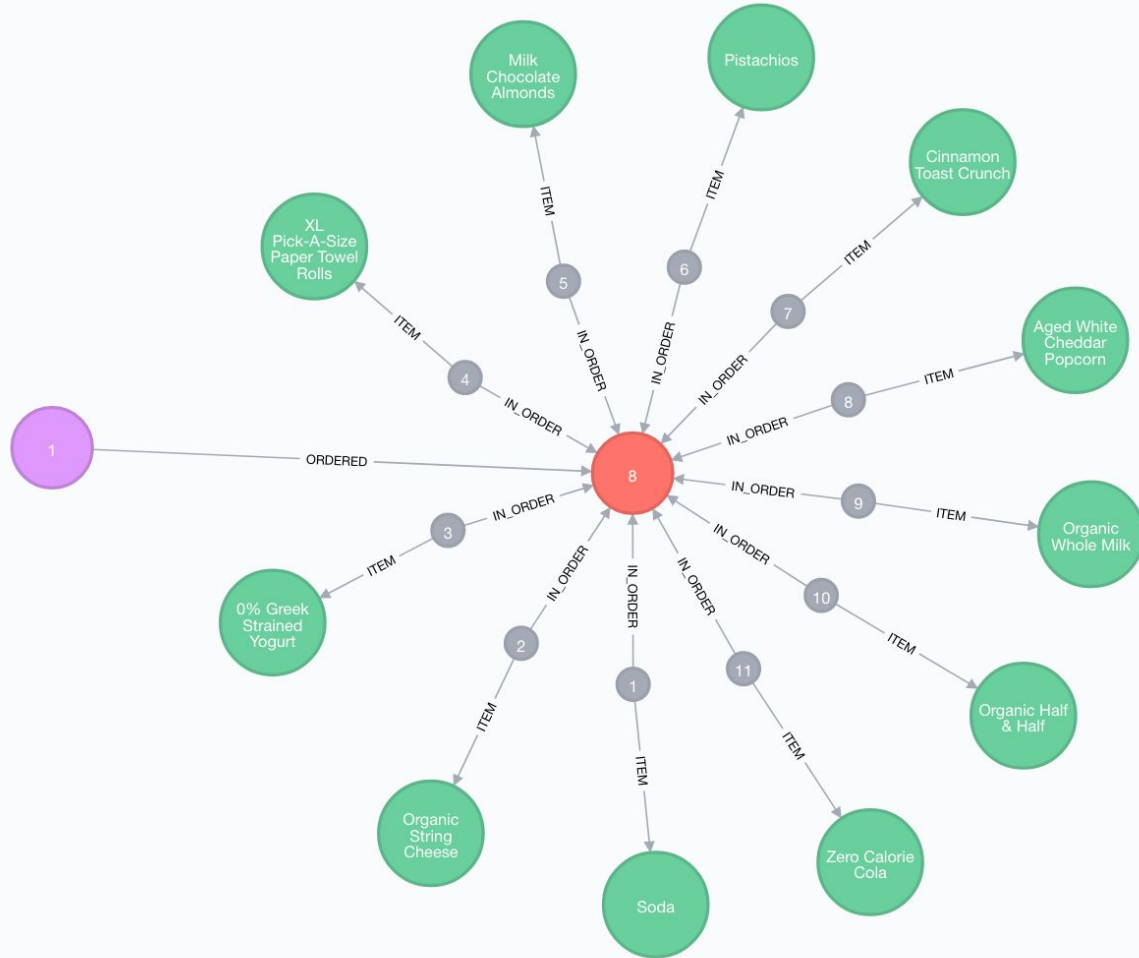 Milk
Chocolate
Almonds
Pistachios
Cinnamon
Toast Crunch
ITEM
ITEM
XL
Pick-A-Size
Paper Towel
Rolls
ITEM
6
5
7
ITEM
IN_ORDER
IN_ORDER
IN_ORDER
Aged White
Cheddar
Popcorn
4
ITEM
8
IN_ORDER
IN_ORDER
1
ORDERED
8
IN_ORDER
9
ITEM
Organic
Whole Milk
IN_ORDER
3
ITEM
IN_ORDER
IN_ORDER
IN_ORDER
IN_ORDER
10
ITEM
0% Greek
Strained
Yogurt
2
1
11
Organic Half
& Half
ITEM
ITEM
ITEM
Organic
String
Cheese
Zero Calorie
Cola
Soda